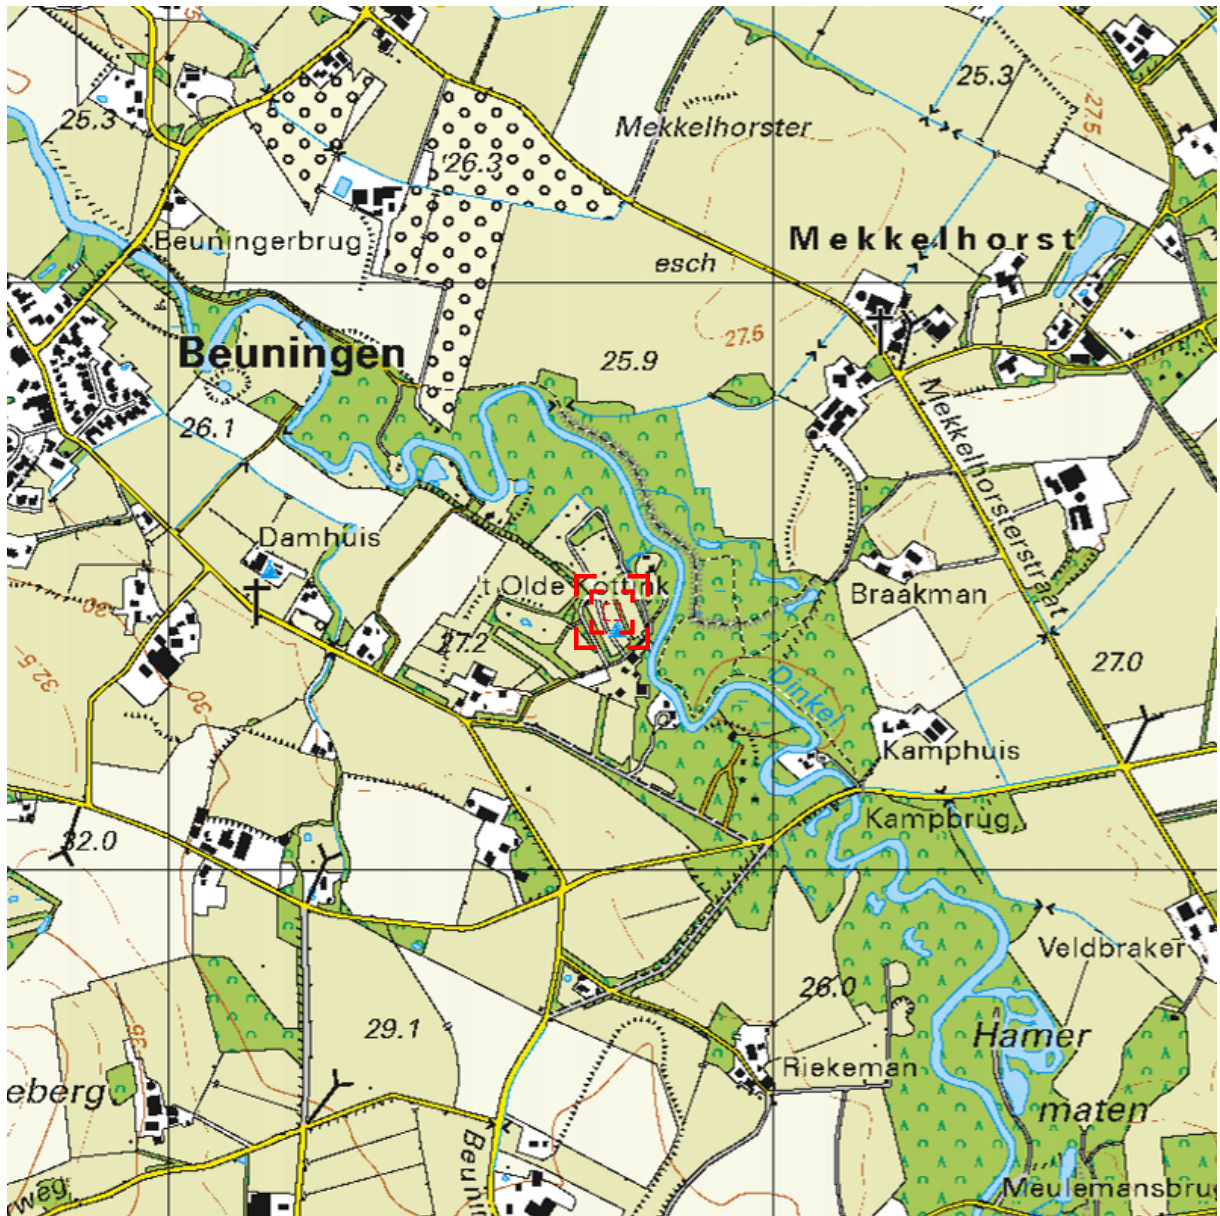 25.3
27.5
25.3
Mekkelhorster
26.3
Beuningerbrug
Mekkelhorst
esch
27.5
Beuningen
25.9
26.1
Mekkelhorsterstraat
Damhuis
't Olde Kottink
Braakman
30
27.2
27.0
32.5
30
Dinkel
Kamphuis
Kampbrug
32.0
Veldbraker
26.0
29.1
35
Hamer
Riekeman
eberg
maten
Beuni
Meulemansbrug
weg